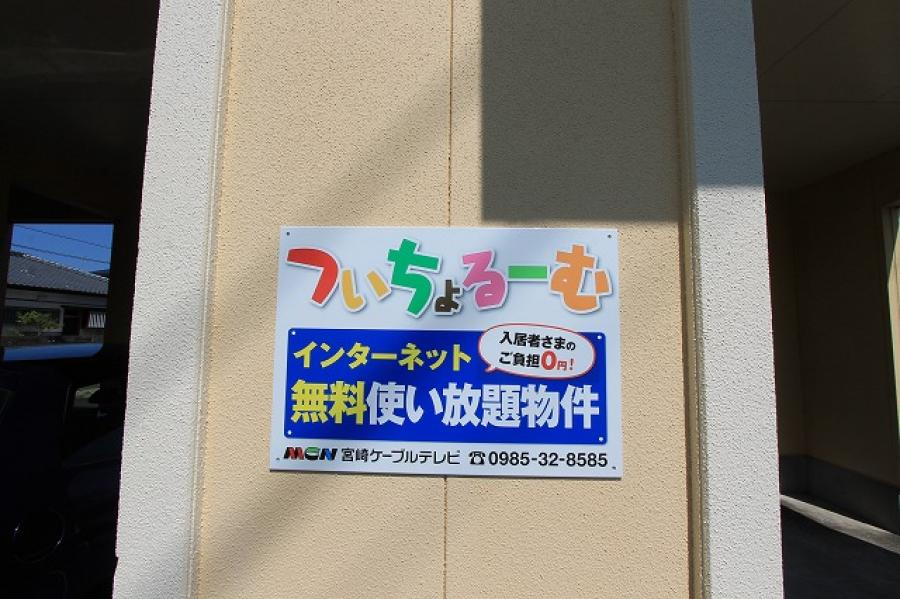 ついちょるーむ
インターネット
入居者さまの
ご負担0円!
無料使い放題物件
MCN 宮崎ケーブルテレビ ☎0985-32-8585